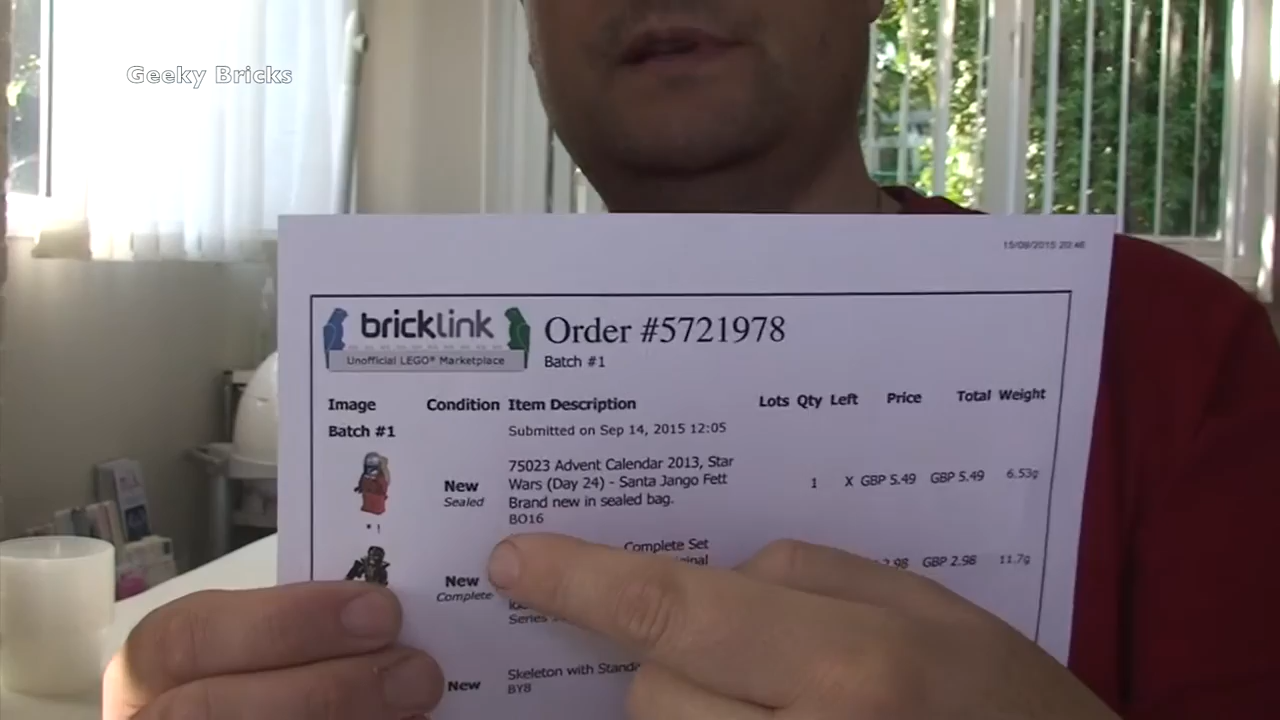 Geeky Bricks
15/09/2015 20:46
bricklink
Unofficial LEGO® Marketplace
Order #5721978
Batch #1
Image Condition Item Description Lots Qty Left Price Total Weight
Batch #1
Submitted on Sep 14, 2015 12:05
New
Sealed
75023 Advent Calendar 2013, Star
Wars (Day 24) - Santa Jango Fett
Brand new in sealed bag.
BO16
1 X GBP 5.49 GBP 5.49 6.53g
New
Complete
Complete Set
Series
2.98 GBP 2.98 11.7g
New
Skeleton with
BY8